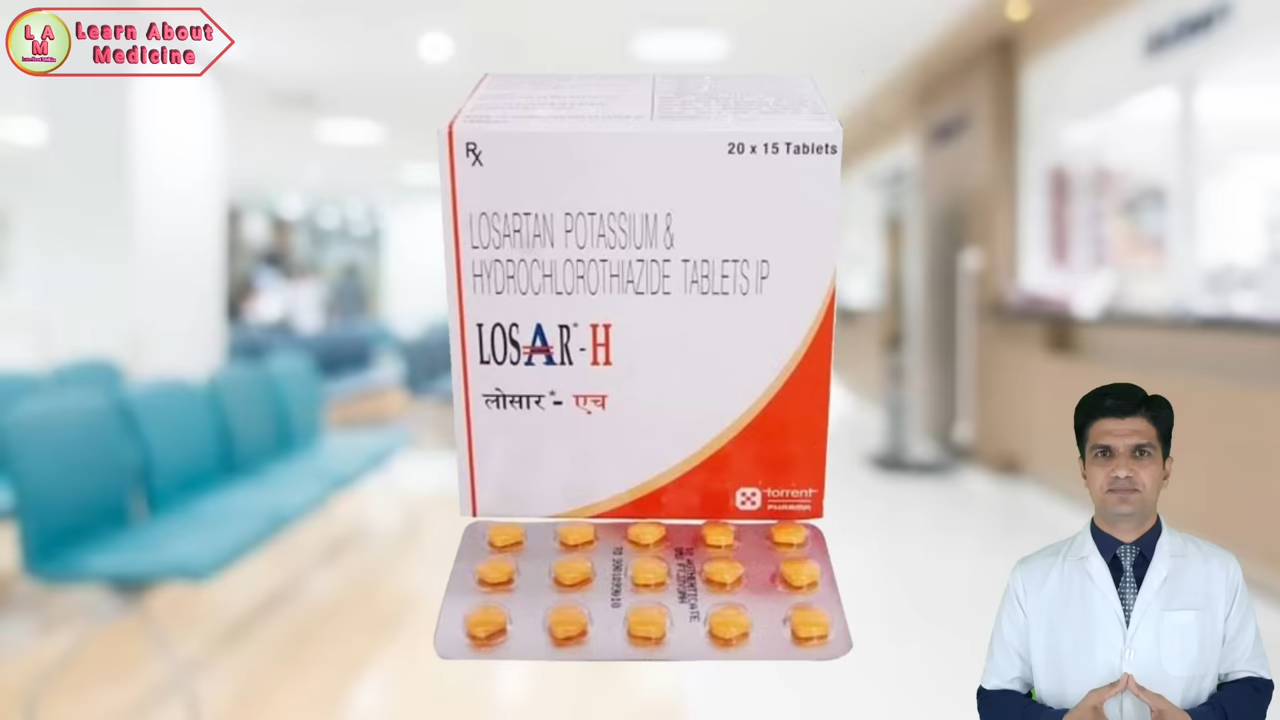 L A
M
Learn About
Medicine
Rx
20 x 15 Tablets
LOSARTAN POTASSIUM &
HYDROCHLOROTHIAZIDE TABLETS IP
LOSAR*-H
लोसार*- एच
torrent
PHARMA